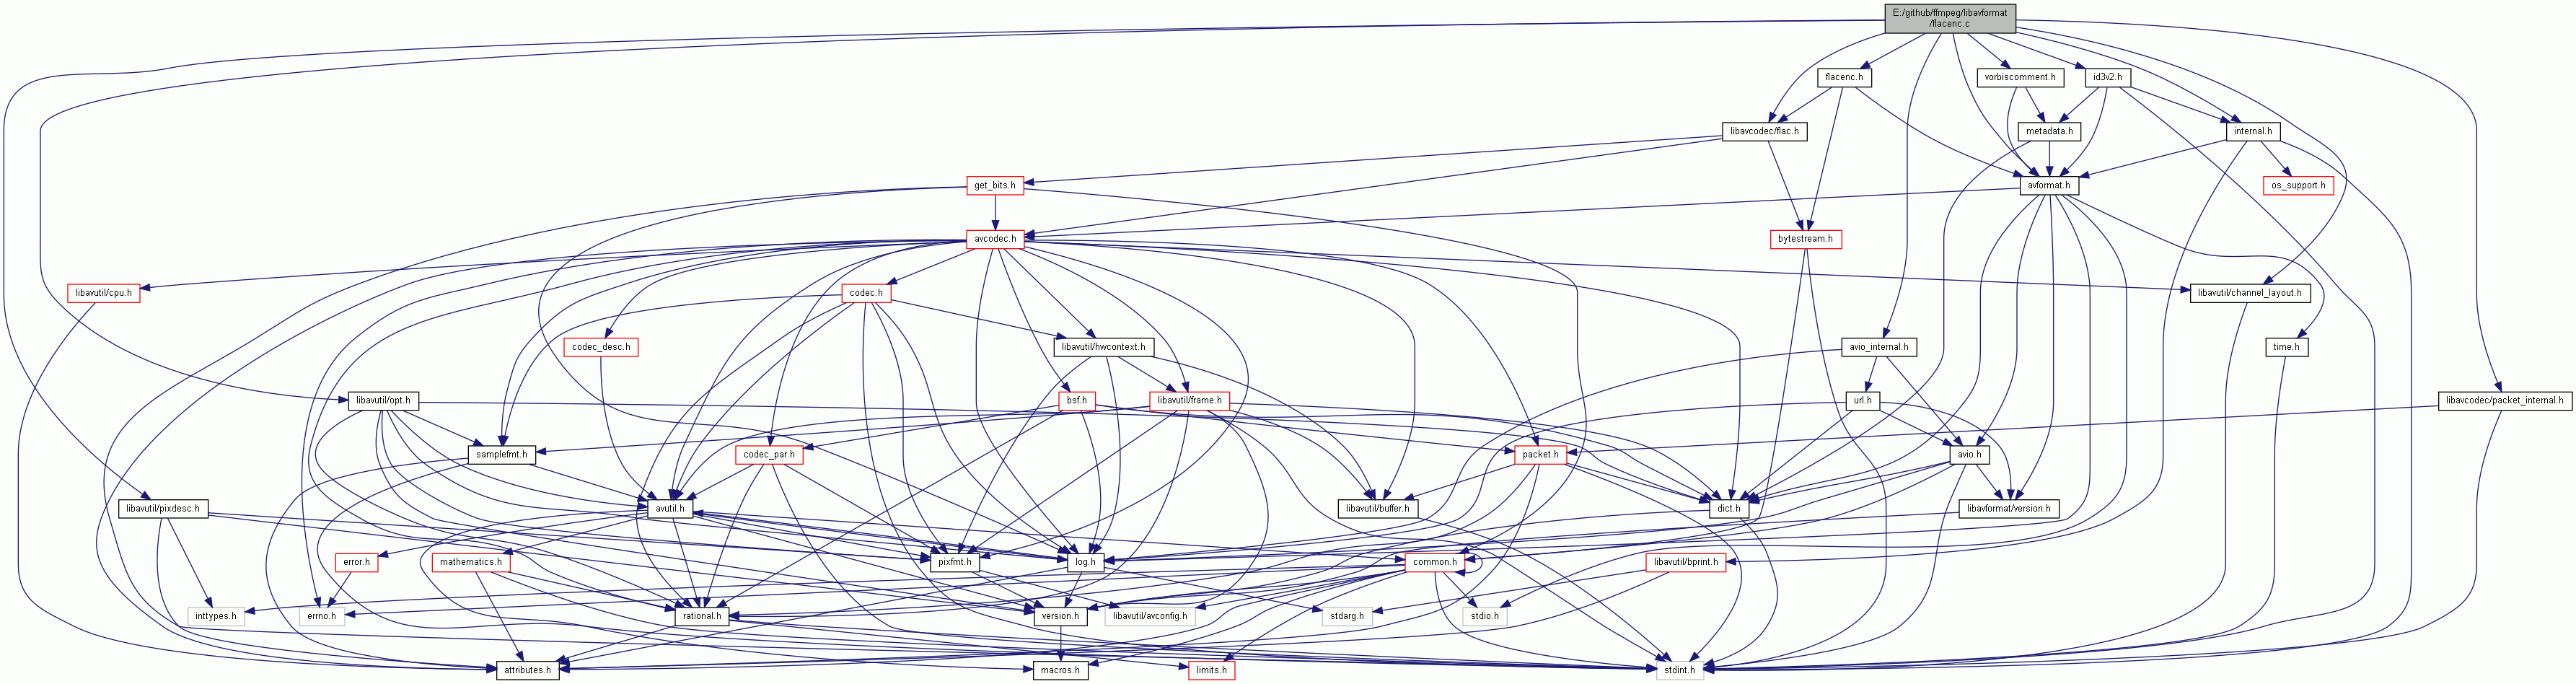 E:/github/ffmpeg/libavformat
/flacenc.c
flacenc.h
vorbiscomment.h
id3v2.h
libavcodec/flac.h
metadata.h
internal.h
get_bits.h
avformat.h
os_support.h
avcodec.h
bytestream.h
libavutil/cpu.h
codec.h
libavutil/channel_layout.h
codec_desc.h
libavutil/hwcontext.h
avio_internal.h
time.h
libavutil/opt.h
bsf.h
libavutil/frame.h
url.h
libavcodec/packet_internal.h
samplefmt.h
codec_par.h
packet.h
avio.h
libavutil/pixdesc.h
avutil.h
libavutil/buffer.h
dict.h
libavformat/version.h
error.h
mathematics.h
pixfmt.h
log.h
common.h
libavutil/bprint.h
inttypes.h
errno.h
rational.h
version.h
libavutil/avconfig.h
stdarg.h
stdio.h
attributes.h
macros.h
limits.h
stdint.h